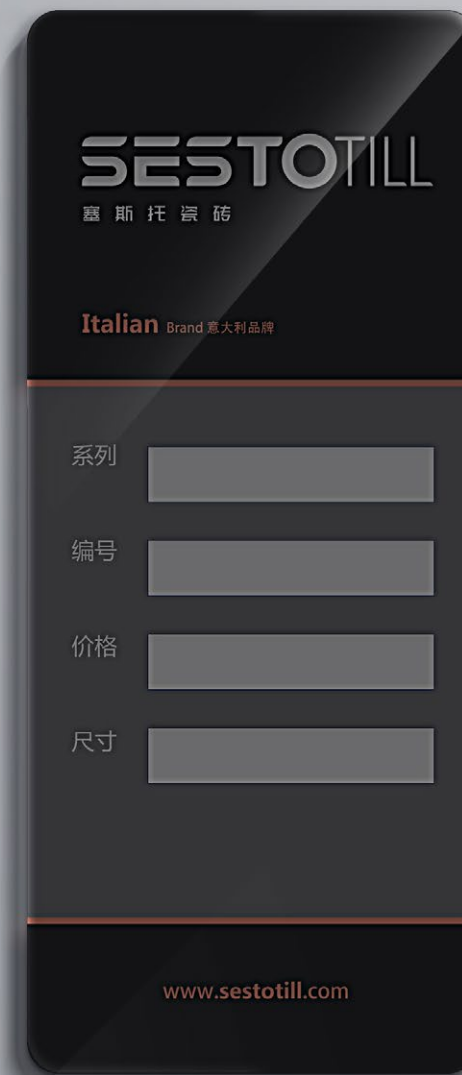 SESTOTILL
塞斯托瓷砖
Italian Brand 意大利品牌
系列
编号
价格
尺寸
www.sestotill.com